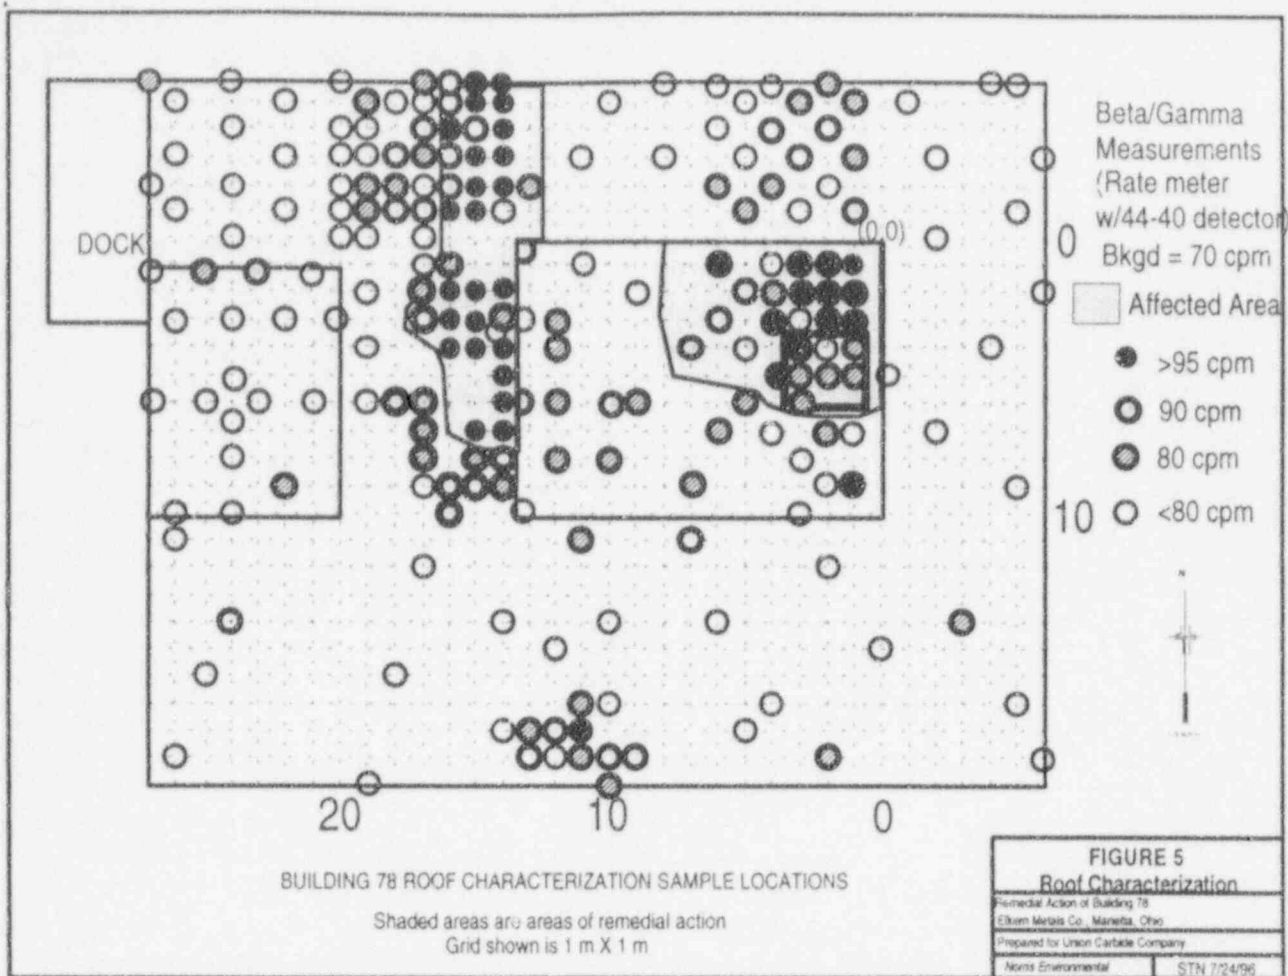 DOCK
(0,0)
Beta/Gamma
Measurements
(Rate meter
w/44-40 detector)
Bkgd = 70 cpm
0
Affected Area
>95 cpm
90 cpm
80 cpm
<80 cpm
10
N
20
10
0
BUILDING 78 ROOF CHARACTERIZATION SAMPLE LOCATIONS
Shaded areas are areas of remedial action
Grid shown is 1 m X 1 m
FIGURE 5
Roof Characterization
Remedial Action of Building 78
Elkem Metals Co., Marietta, Ohio
Prepared for Union Carbide Company
Norris Environmental
STN 7/24/96